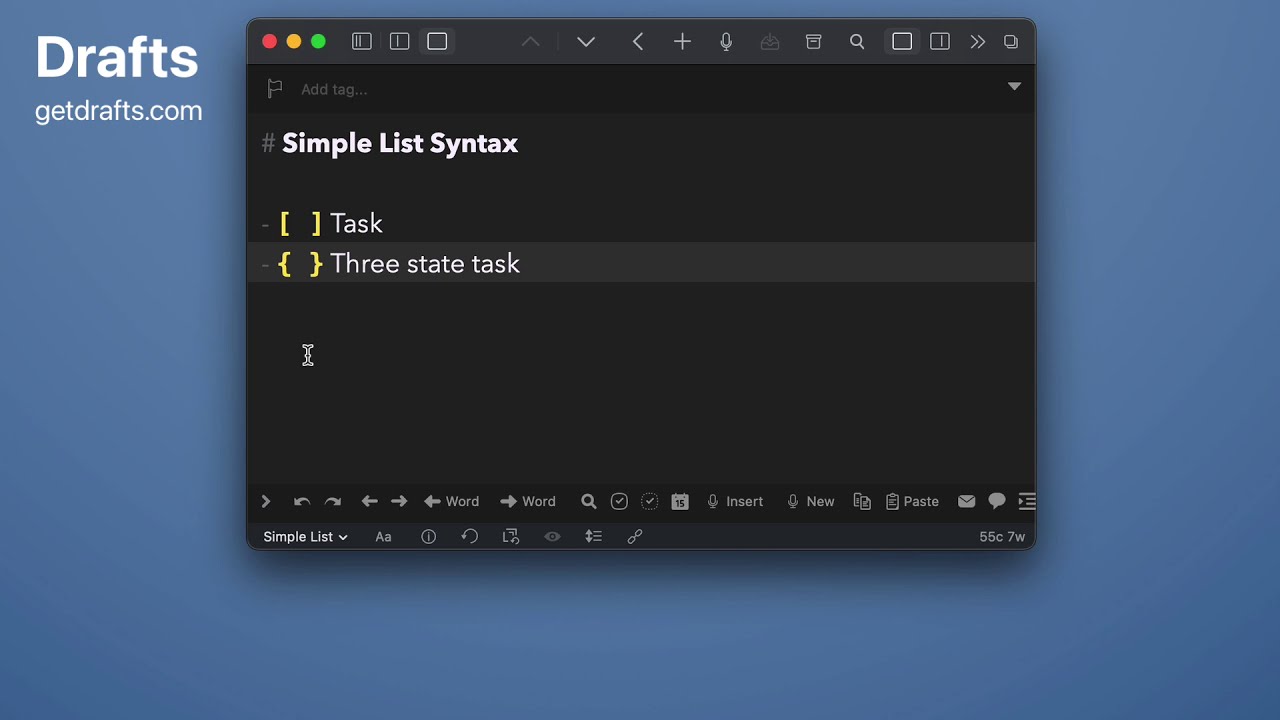 Drafts
getdrafts.com
Add tag...
# Simple List Syntax
- [ ] Task
- { } Three state task
Word Word 15 Insert New Paste
Simple List Aa 55c 7w